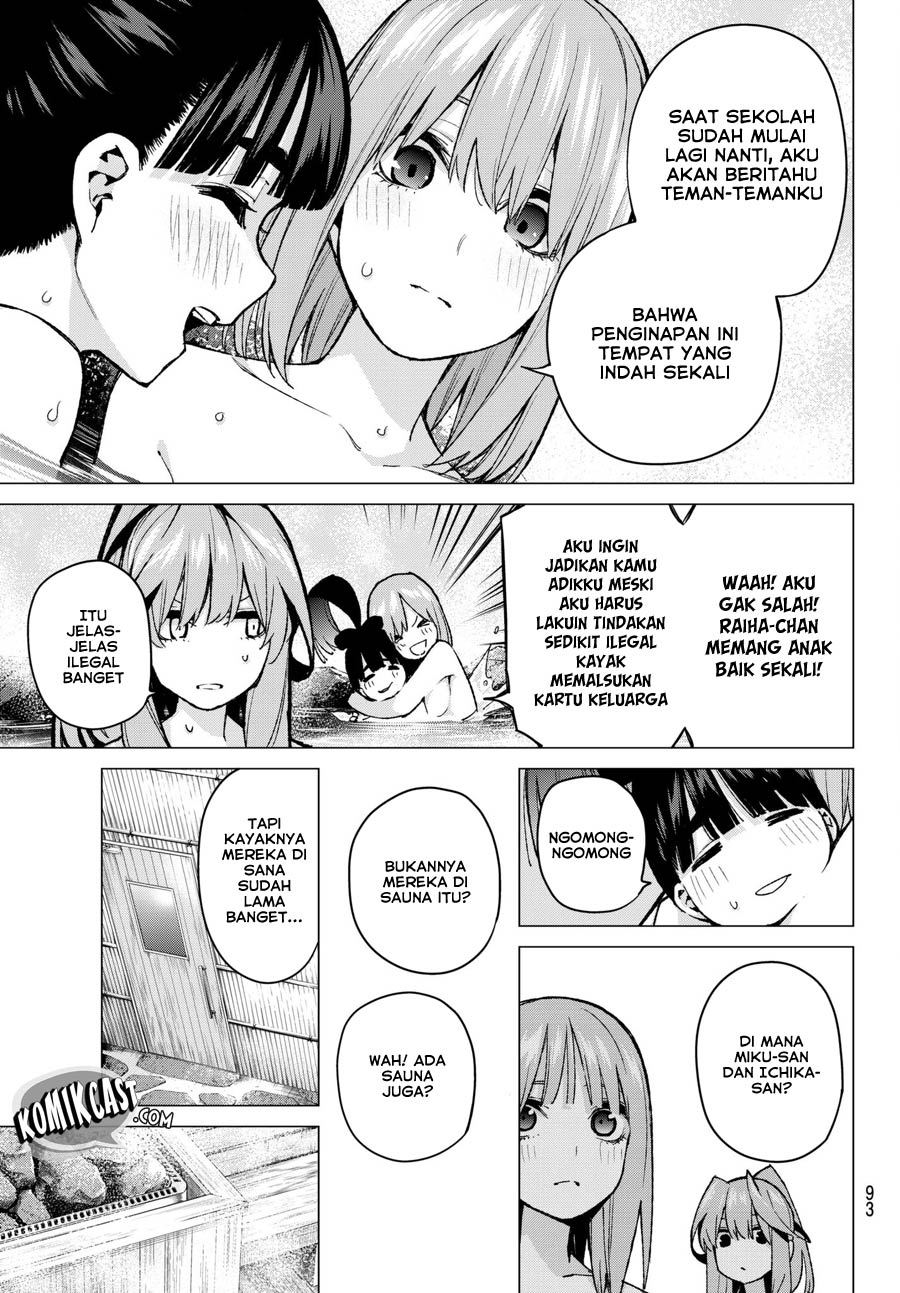 SAAT SEKOLAH
SUDAH MULAI
LAGI NANTI, AKU
AKAN BERITAHU
TEMAN-TEMANKU
BAHWA
PENGINAPAN INI
TEMPAT YANG
INDAH SEKALI
WAAH! AKU
GAK SALAH!
RAIHA-CHAN
MEMANG ANAK
BAIK SEKALI!
AKU INGIN
JADIKAN KAMU
ADIKKU MESKI
AKU HARUS
LAKUIN TINDAKAN
SEDIKIT ILEGAL
KAYAK
MEMALSUKAN
KARTU KELUARGA
ITU
JELAS-
JELAS
ILEGAL
BANGET
NGOMONG-
NGOMONG
DI MANA
MIKU-SAN
DAN ICHIKA-
SAN?
BUKANNYA
MEREKA DI
SAUNA ITU?
WAH! ADA
SAUNA
JUGA?
TAPI
KAYAKNYA
MEREKA DI
SANA
SUDAH
LAMA
BANGET...
KOMIKCAST
.COM
93